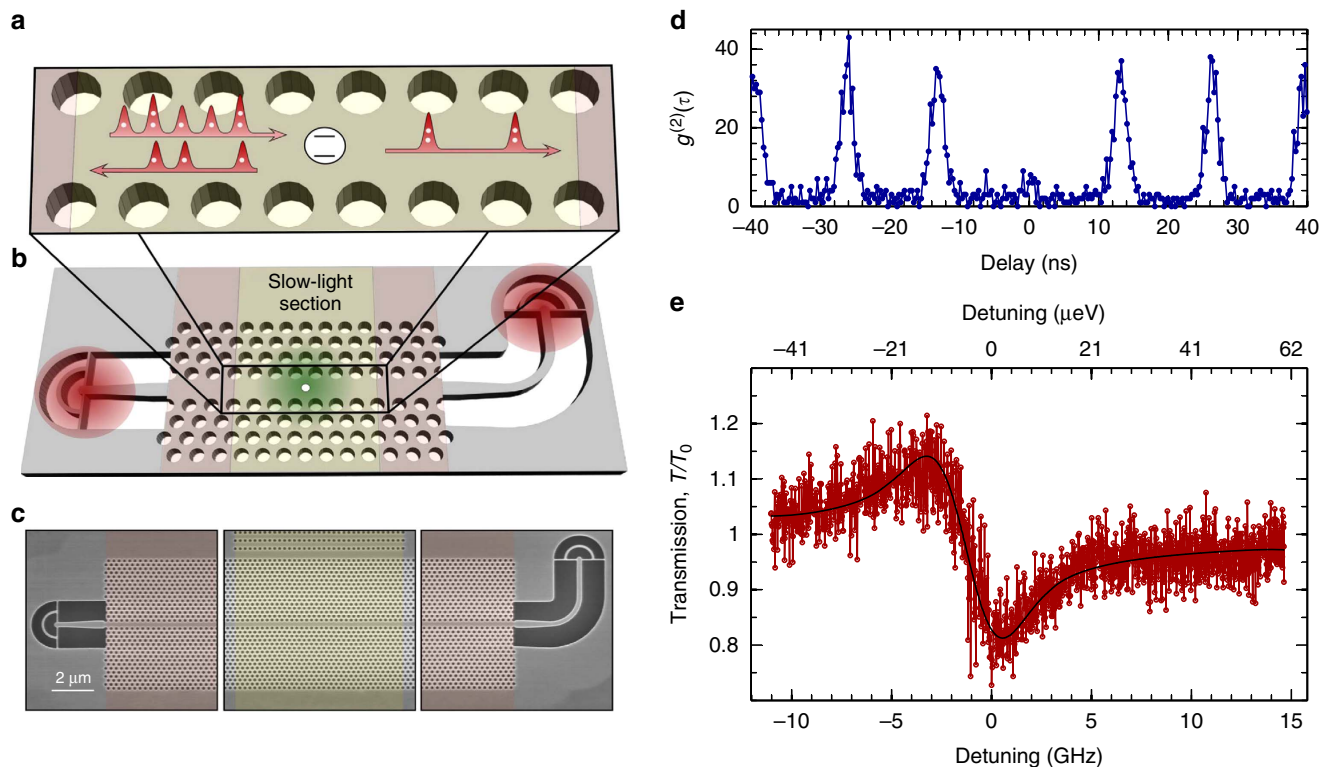 a
b
Slow-light
section
c
2 μm
d
g(2)(τ)
40
20
0
–40
–30
–20
–10
0
10
20
30
40
Delay (ns)
e
Detuning (μeV)
–41
–21
0
21
41
62
Transmission, T/T0
1.2
1.1
1
0.9
0.8
–10
–5
0
5
10
15
Detuning (GHz)